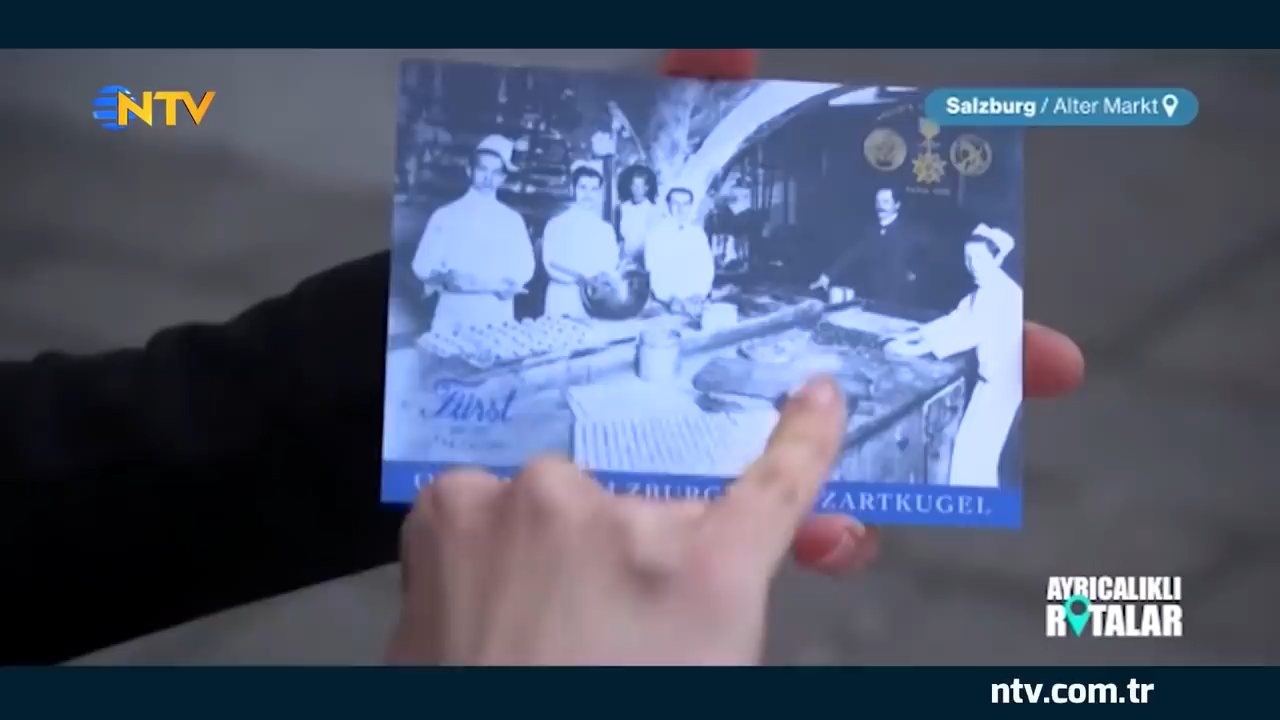 NTV
Salzburg / Alter Markt
Fürst
ZARTKUGEL
AYRICALIKLI
ROTALAR
ntv.com.tr